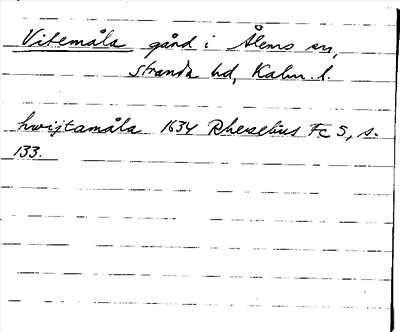 Vitemåla gård i Ålems sn,
Stranda hd, Kalm. l.
hwijtamåla 1634 Rhezelius Fc 5, s.
133.